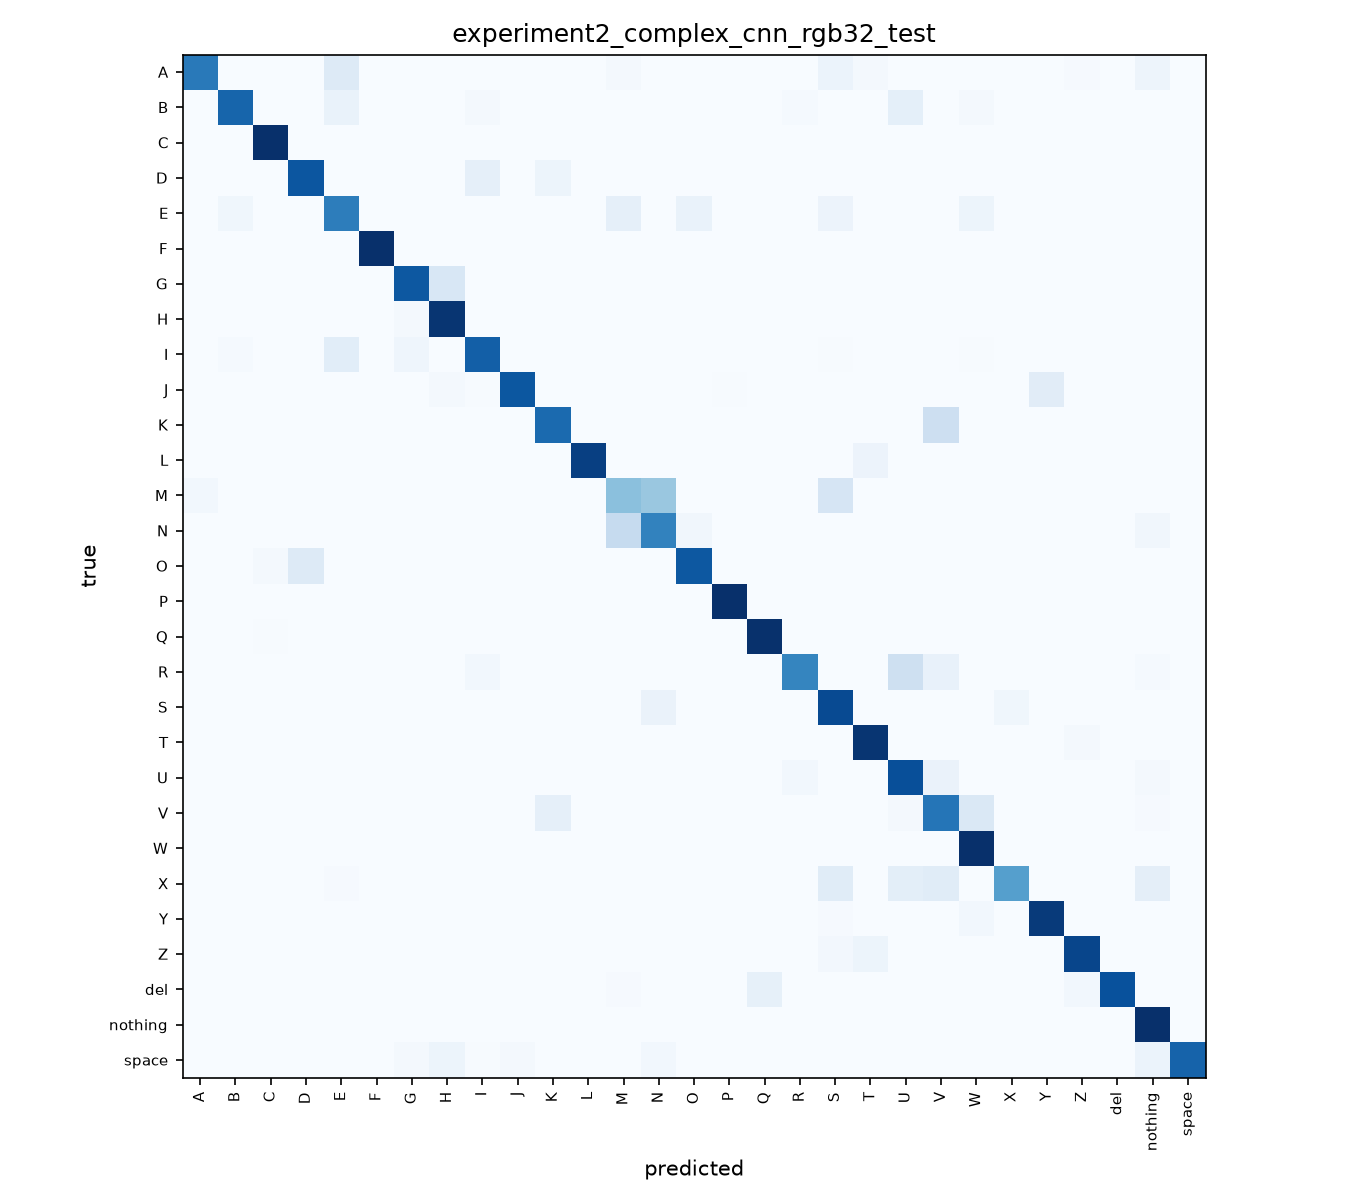 experiment2_complex_cnn_rgb32_test
true
A
B
C
D
E
F
G
H
I
J
K
L
M
N
O
P
Q
R
S
T
U
V
W
X
Y
Z
del
nothing
space
A B C D E F G H I J K L M N O P Q R S T U V W X Y Z del nothing space
predicted